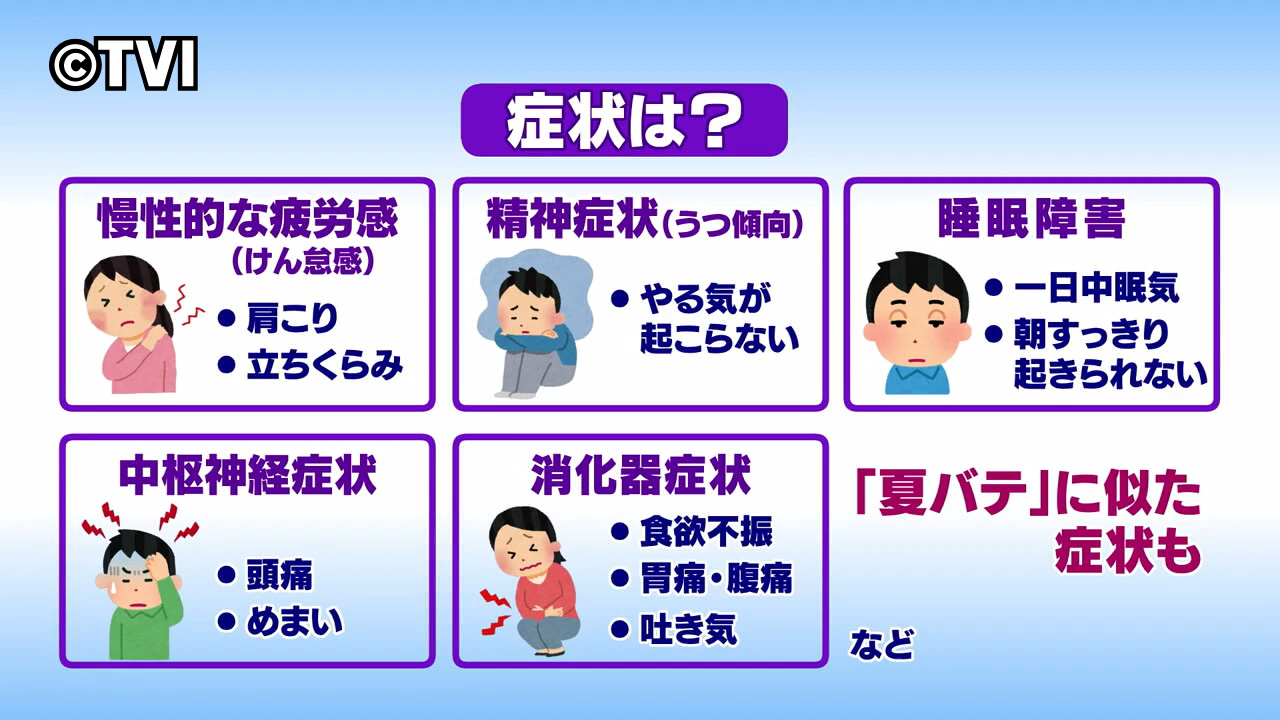 ©TVI
症状は？
慢性的な疲労感
（けん怠感）
● 肩こり
● 立ちくらみ
精神症状（うつ傾向）
● やる気が
起こらない
睡眠障害
● 一日中眠気
● 朝すっきり
起きられない
中枢神経症状
● 頭痛
● めまい
消化器症状
● 食欲不振
● 胃痛・腹痛
● 吐き気
「夏バテ」に似た
症状も
など